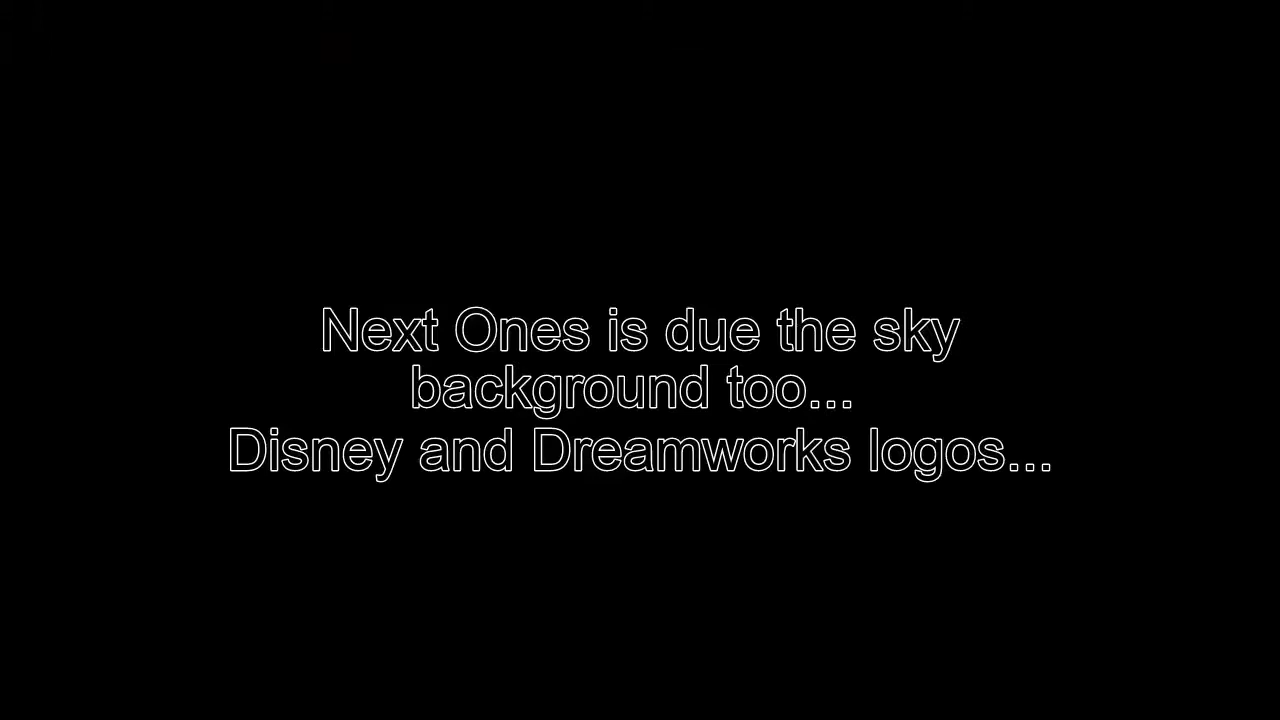 Next Ones is due the sky
background too...
Disney and Dreamworks logos...